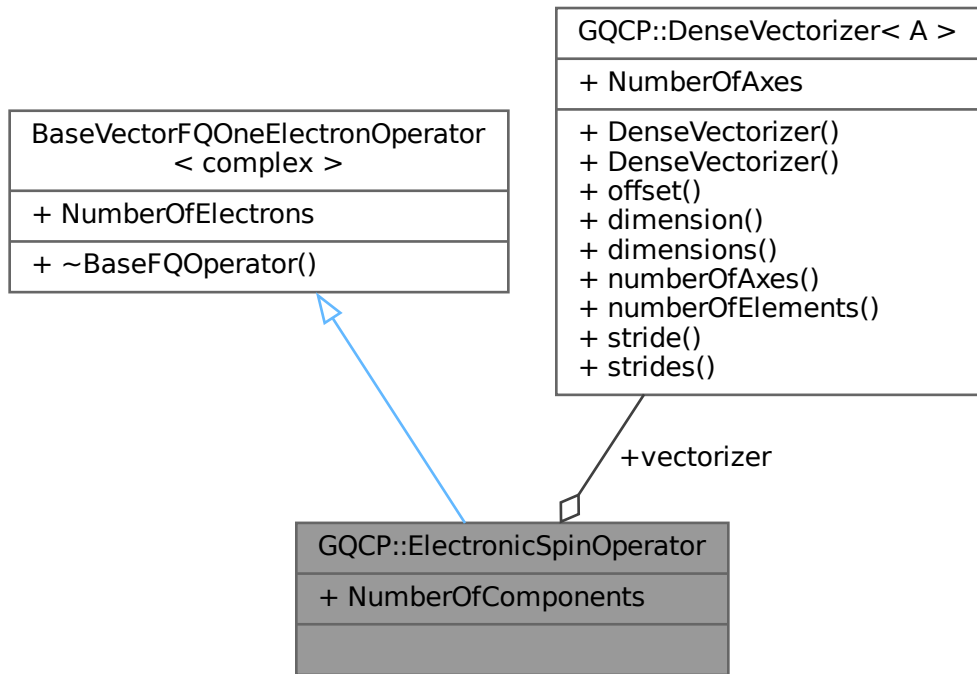 GQCP::DenseVectorizer< A >
+ NumberOfAxes
+ DenseVectorizer()
+ DenseVectorizer()
+ offset()
+ dimension()
+ dimensions()
+ numberOfAxes()
+ numberOfElements()
+ stride()
+ strides()
BaseVectorFQOneElectronOperator
< complex >
+ NumberOfElectrons
+ ~BaseFQOperator()
+vectorizer
GQCP::ElectronicSpinOperator
+ NumberOfComponents